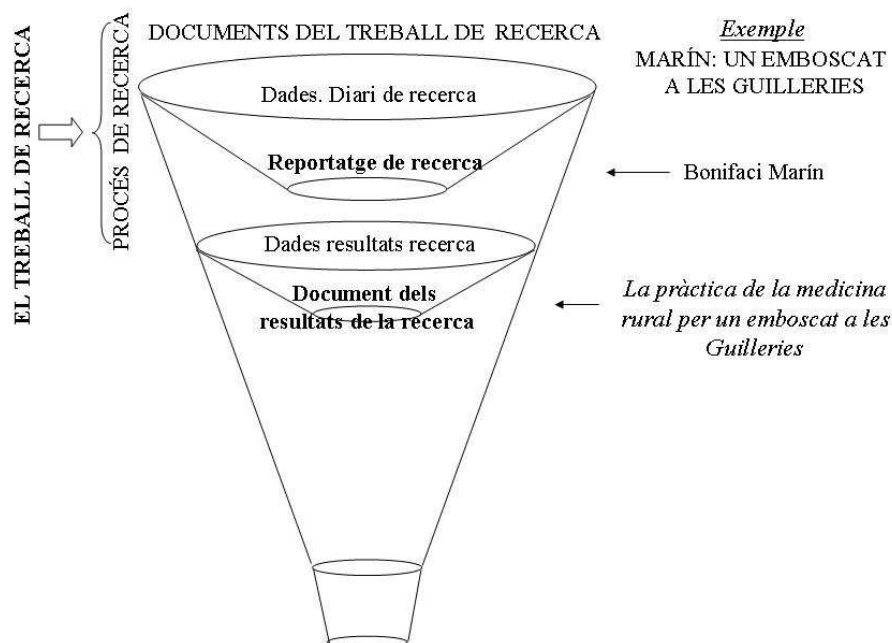 EL TREBALL DE RECERCA
PROCÉS DE RECERCA
DOCUMENTS DEL TREBALL DE RECERCA
Dades. Diari de recerca
Reportatge de recerca
Dades resultats recerca
Document dels
resultats de la recerca
Exemple
MARÍN: UN EMBOSCAT
A LES GUILLERIES
Bonifaci Marín
La pràctica de la medicina
rural per un emboscat a les
Guilleries